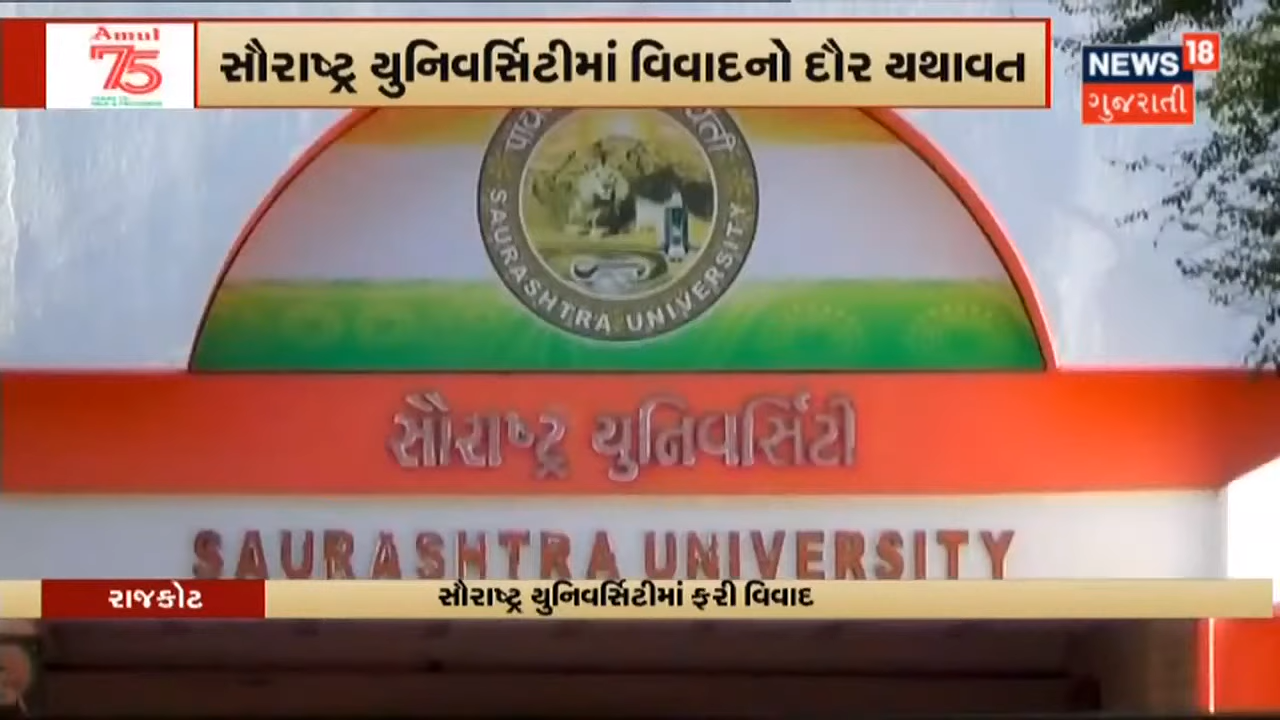 Amul
75
સૌરાષ્ટ્ર યુનિવર્સિટીમાં વિવાદનો દૌર યથાવત
NEWS 18
ગુજરાતી
SAURASHTRA UNIVERSITY
સૌરાષ્ટ્ર યુનિવર્સિટી
SAURASHTRA UNIVERSITY
રાજકોટ
સૌરાષ્ટ્ર યુનિવર્સિટીમાં ફરી વિવાદ